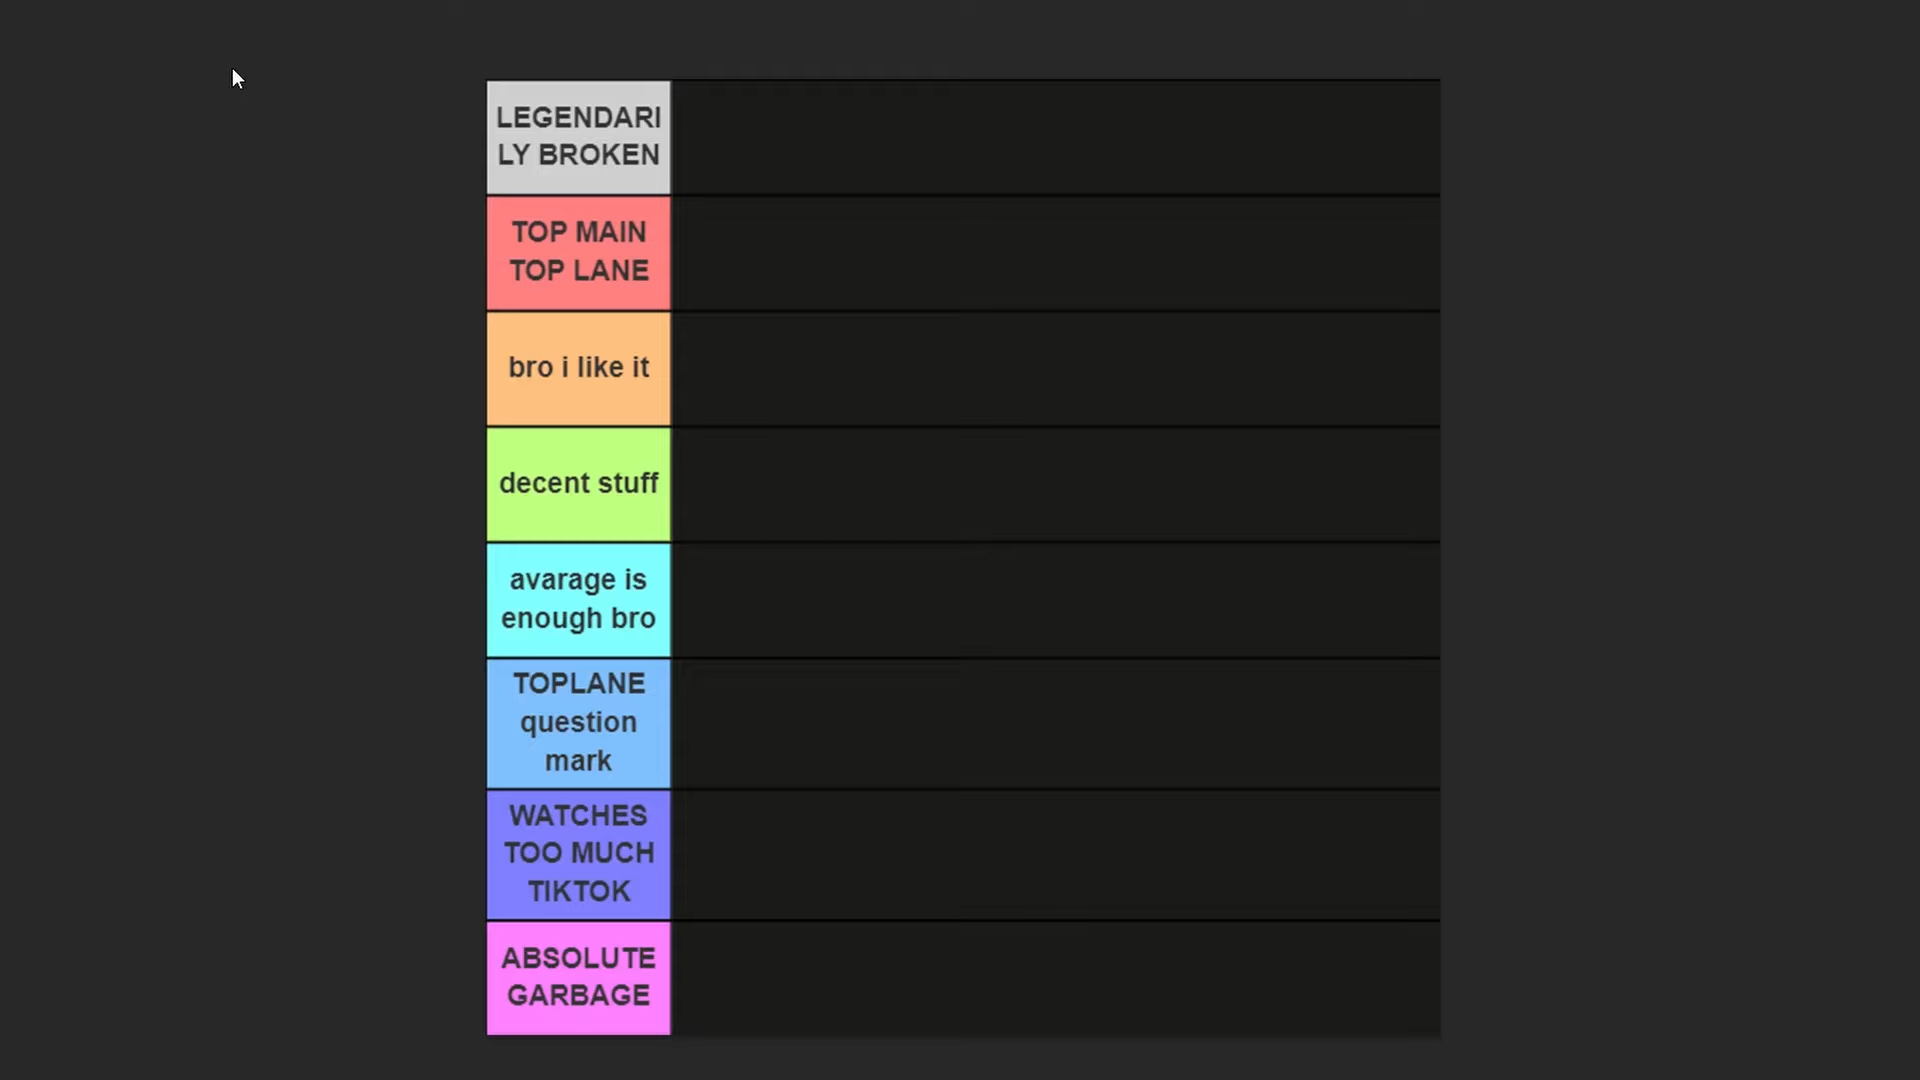 LEGENDARI
LY BROKEN
TOP MAIN
TOP LANE
bro i like it
decent stuff
avarage is
enough bro
TOPLANE
question
mark
WATCHES
TOO MUCH
TIKTOK
ABSOLUTE
GARBAGE